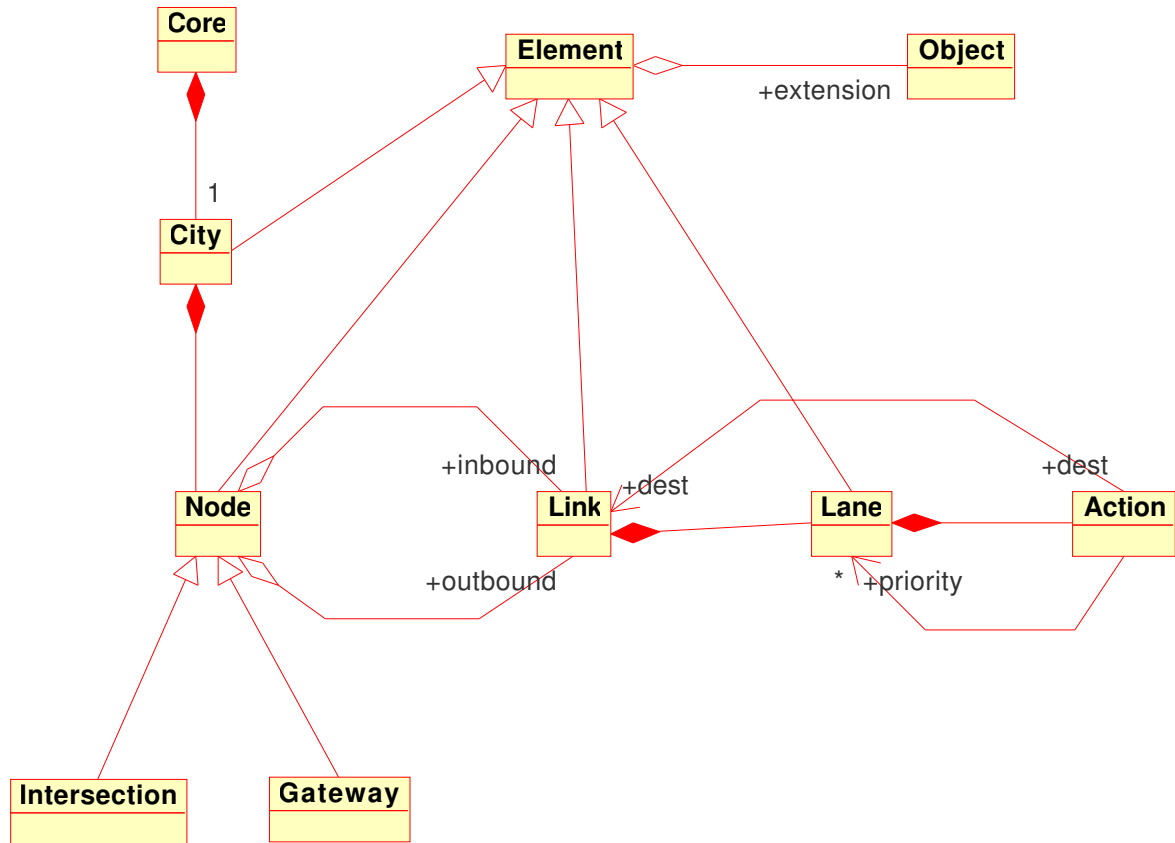 Core
Element
Object
+extension
1
City
+inbound
+dest
+dest
Node
Link
Lane
Action
+outbound
* +priority
Intersection
Gateway